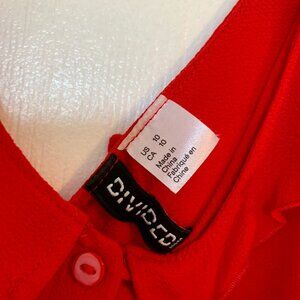 US 10
CA 10
Made in
China
Fabriqué en
Chine
DIVIDED